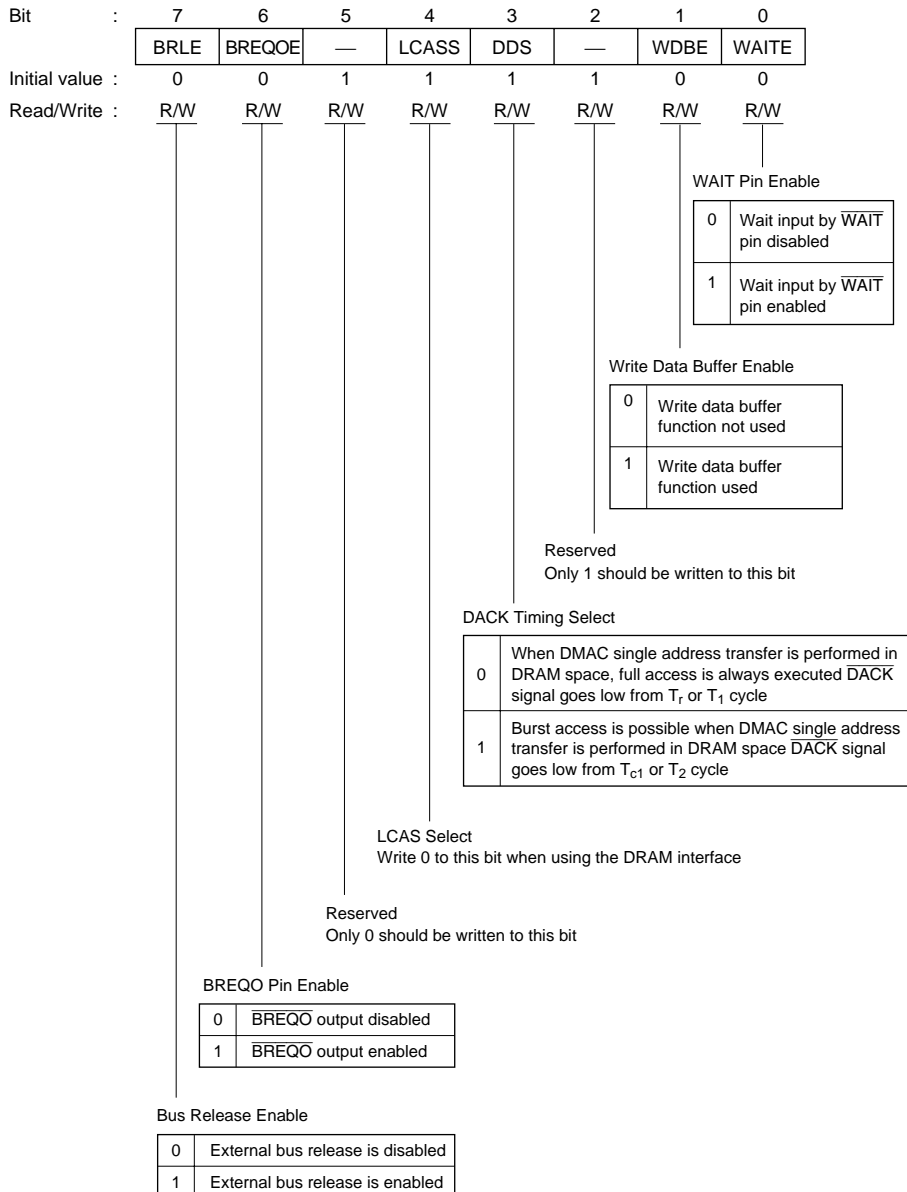 Bit : 7 6 5 4 3 2 1 0
BRLE BREQOE — LCASS DDS — WDBE WAITE
Initial value : 0 0 1 1 1 1 0 0
Read/Write : R/W R/W R/W R/W R/W R/W R/W R/W
WAIT Pin Enable
0 Wait input by WAIT
pin disabled
1 Wait input by WAIT
pin enabled
Write Data Buffer Enable
0 Write data buffer
function not used
1 Write data buffer
function used
Reserved
Only 1 should be written to this bit
DACK Timing Select
0 When DMAC single address transfer is performed in
DRAM space, full access is always executed DACK
signal goes low from Tr or T1 cycle
1 Burst access is possible when DMAC single address
transfer is performed in DRAM space DACK signal
goes low from Tc1 or T2 cycle
LCAS Select
Write 0 to this bit when using the DRAM interface
Reserved
Only 0 should be written to this bit
BREQO Pin Enable
0 BREQO output disabled
1 BREQO output enabled
Bus Release Enable
0 External bus release is disabled
1 External bus release is enabled